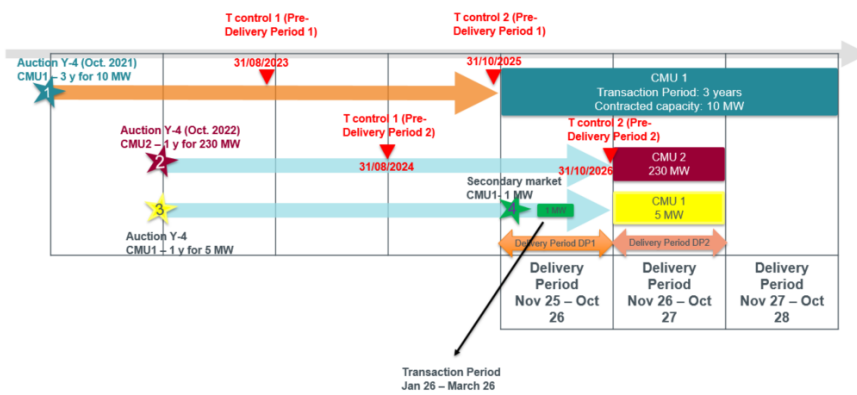 T control 1 (Pre-
Delivery Period 1)
31/08/2023
T control 2 (Pre-
Delivery Period 1)
31/10/2025
Auction Y-4 (Oct. 2021)
CMU1 – 3 y for 10 MW
1
CMU 1
Transaction Period: 3 years
Contracted capacity: 10 MW
Auction Y-4 (Oct. 2022)
CMU2 – 1 y for 230 MW
2
T control 1 (Pre-
Delivery Period 2)
31/08/2024
T control 2 (Pre-
Delivery Period 2)
31/10/2026
CMU 2
230 MW
Secondary market
CMU1- 1 MW
3
4
1 MW
CMU 1
5 MW
Auction Y-4
CMU1 – 1 y for 5 MW
Delivery Period DP1
Delivery Period DP2
Delivery
Period
Nov 25 – Oct
26
Delivery
Period
Nov 26 – Oct
27
Delivery
Period
Nov 27 – Oct
28
Transaction Period
Jan 26 – March 26